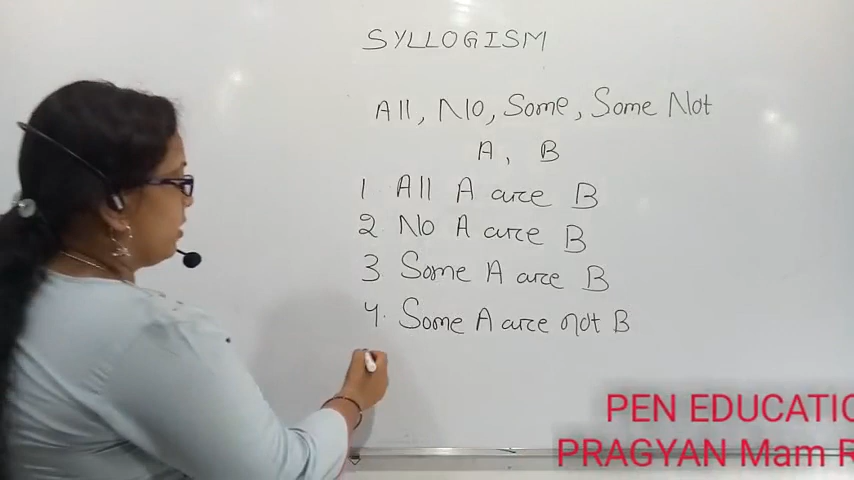 SYLLOGISM
All, No, Some, Some Not
A, B
1 All A are B
2 No A are B
3 Some A are B
4. Some A are not B
PEN EDUCATIO
PRAGYAN Mam R